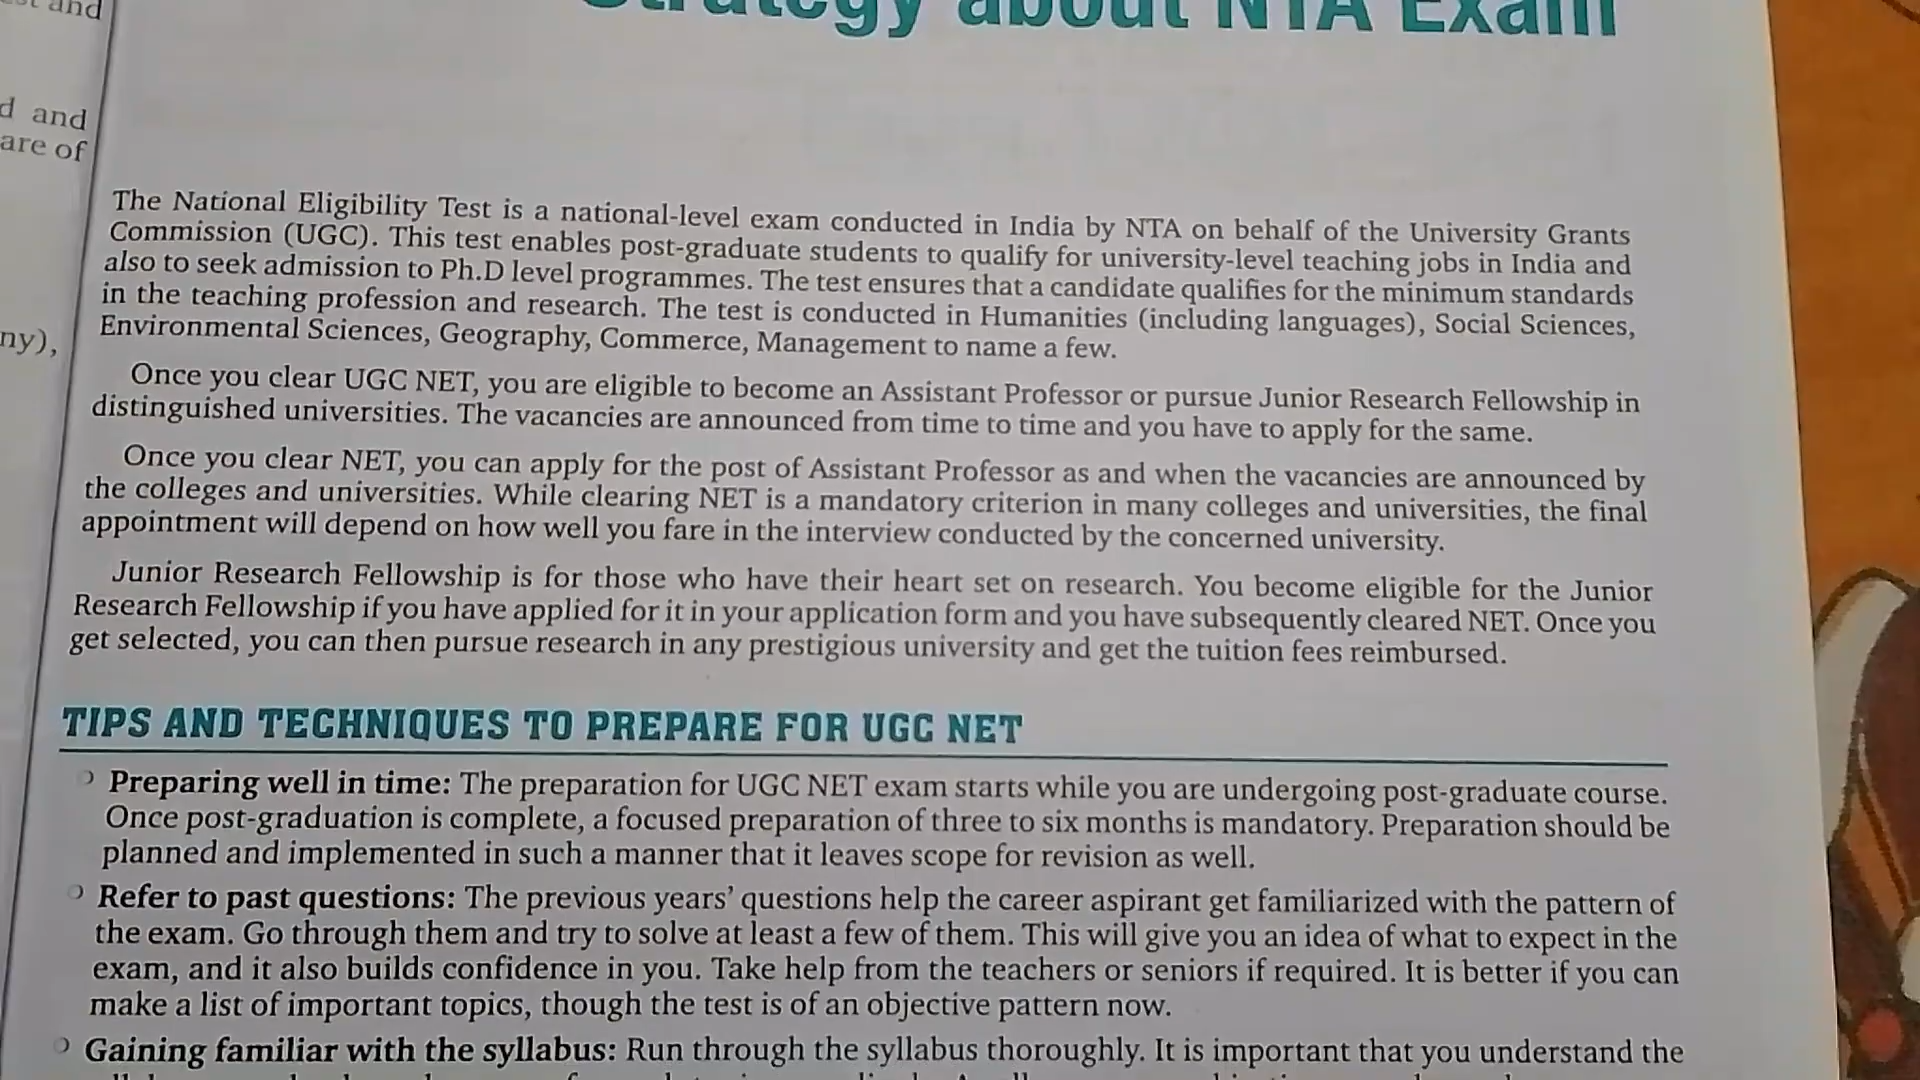 and
d and
are of
ny),
Strategy about NTA Exam
The National Eligibility Test is a national-level exam conducted in India by NTA on behalf of the University Grants
Commission (UGC). This test enables post-graduate students to qualify for university-level teaching jobs in India and
also to seek admission to Ph.D level programmes. The test ensures that a candidate qualifies for the minimum standards
in the teaching profession and research. The test is conducted in Humanities (including languages), Social Sciences,
Environmental Sciences, Geography, Commerce, Management to name a few.
Once you clear UGC NET, you are eligible to become an Assistant Professor or pursue Junior Research Fellowship in
distinguished universities. The vacancies are announced from time to time and you have to apply for the same.
Once you clear NET, you can apply for the post of Assistant Professor as and when the vacancies are announced by
the colleges and universities. While clearing NET is a mandatory criterion in many colleges and universities, the final
appointment will depend on how well you fare in the interview conducted by the concerned university.
Junior Research Fellowship is for those who have their heart set on research. You become eligible for the Junior
Research Fellowship if you have applied for it in your application form and you have subsequently cleared NET. Once you
get selected, you can then pursue research in any prestigious university and get the tuition fees reimbursed.
TIPS AND TECHNIQUES TO PREPARE FOR UGC NET
Preparing well in time: The preparation for UGC NET exam starts while you are undergoing post-graduate course.
Once post-graduation is complete, a focused preparation of three to six months is mandatory. Preparation should be
planned and implemented in such a manner that it leaves scope for revision as well.
Refer to past questions: The previous years’ questions help the career aspirant get familiarized with the pattern of
the exam. Go through them and try to solve at least a few of them. This will give you an idea of what to expect in the
exam, and it also builds confidence in you. Take help from the teachers or seniors if required. It is better if you can
make a list of important topics, though the test is of an objective pattern now.
Gaining familiar with the syllabus: Run through the syllabus thoroughly. It is important that you understand the